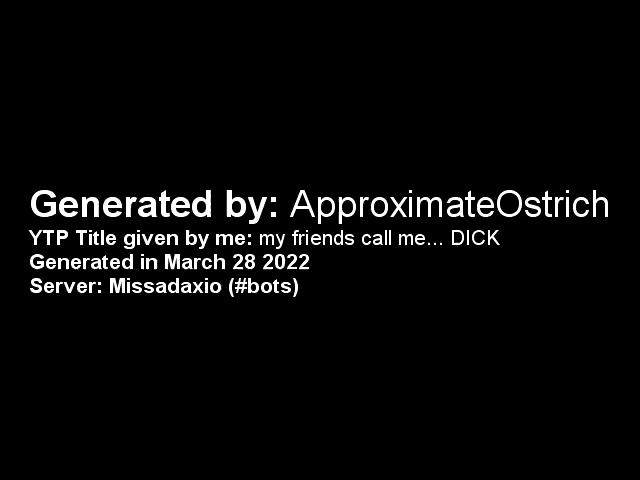 Generated by: ApproximateOstrich
YTP Title given by me: my friends call me... DICK
Generated in March 28 2022
Server: Missadaxio (#bots)